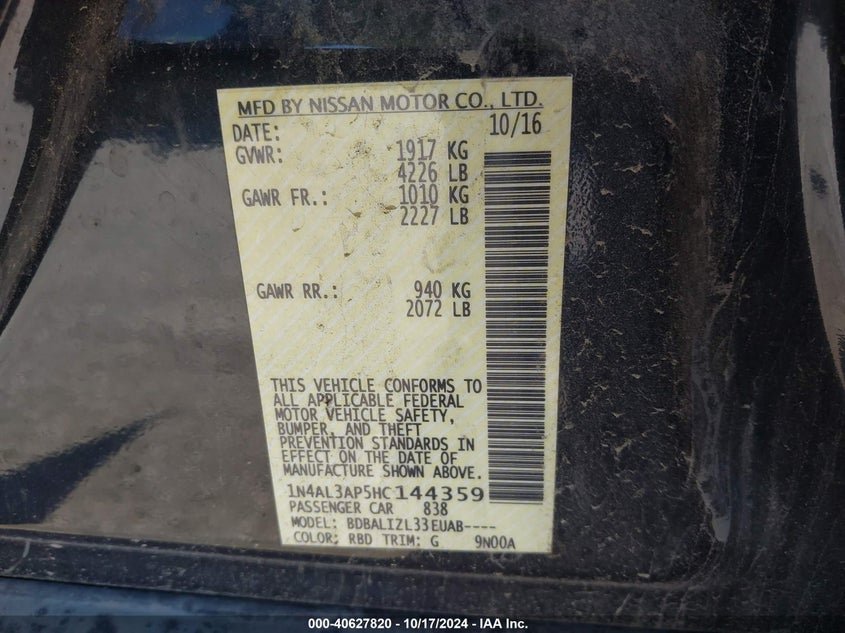 MFD BY NISSAN MOTOR CO., LTD.
DATE: 10/16
GVWR: 1917 KG
4226 LB
GAWR FR.: 1010 KG
2227 LB
GAWR RR.: 940 KG
2072 LB
THIS VEHICLE CONFORMS TO
ALL APPLICABLE FEDERAL
MOTOR VEHICLE SAFETY,
BUMPER, AND THEFT
PREVENTION STANDARDS IN
EFFECT ON THE DATE OF
MANUFACTURE SHOWN ABOVE.
1N4AL3AP5HC144359
PASSENGER CAR 838
MODEL: BDBALIZL33EUAB----
COLOR: RBD TRIM: G 9N00A
000-40627820 - 10/17/2024 - IAA Inc.